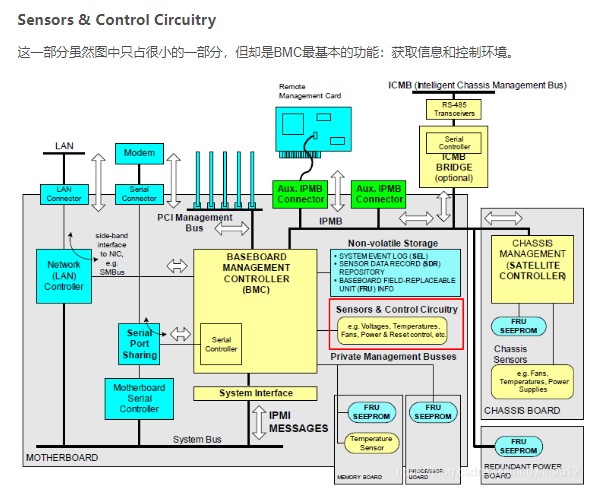 Sensors & Control Circuitry
这一部分虽然图中只占很小的一部分，但却是BMC最基本的功能：获取信息和控制环境。
Remote
Management Card
ICMB (Intelligent Chassis Management Bus)
RS-485
Transceivers
LAN
Modem
Serial
Controller
ICMB
BRIDGE
(optional)
LAN
Connector
Serial
Connector
Aux. IPMB
Connector
Aux. IPMB
Connector
PCI Management
Bus
IPMB
side-band
interface
to NIC,
e.g.
SMBus
Network
(LAN)
Controller
BASEBOARD
MANAGEMENT
CONTROLLER
(BMC)
Non-volatile Storage
• SYSTEM EVENT LOG (SEL)
• SENSOR DATA RECORD (SDR)
REPOSITORY
• BASEBOARD FIELD-REPLACEABLE
UNIT (FRU) INFO
CHASSIS
MANAGEMENT
(SATELLITE
CONTROLLER)
Sensors & Control Circuitry
e.g. Voltages, Temperatures,
Fans, Power & Reset control, etc.
FRU
SEEPROM
Serial
Port
Sharing
Serial
Controller
Private Management Busses
Chassis
Sensors
e.g. Fans,
Temperatures, Power
Supplies
Motherboard
Serial
Controller
System Interface
IPMI
MESSAGES
FRU
SEEPROM
FRU
SEEPROM
CHASSIS BOARD
System Bus
Temperature
Sensor
FRU
SEEPROM
MOTHERBOARD
MEMORY BOARD
PROCESSOR
BOARD
REDUNDANT POWER
BOARD